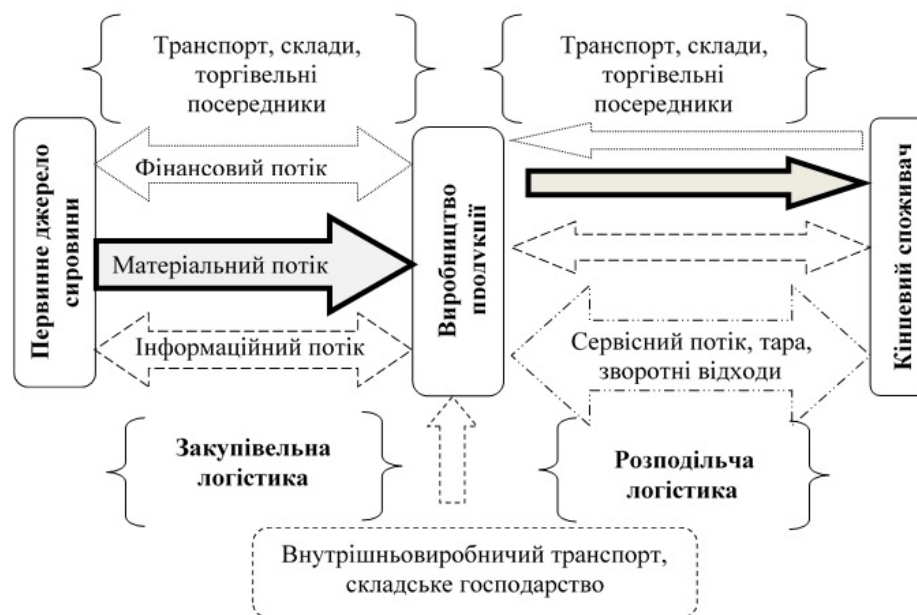 Транспорт, склади,
торгівельні
посередники
Транспорт, склади,
торгівельні
посередники
Первинне джерело
сировини
Фінансовий потік
Матеріальний потік
Інформаційний потік
Виробництво
продукції
Сервісний потік, тара,
зворотні відходи
Кінцевий споживач
Закупівельна
логістика
Розподільча
логістика
Внутрішньовиробничий транспорт,
складське господарство